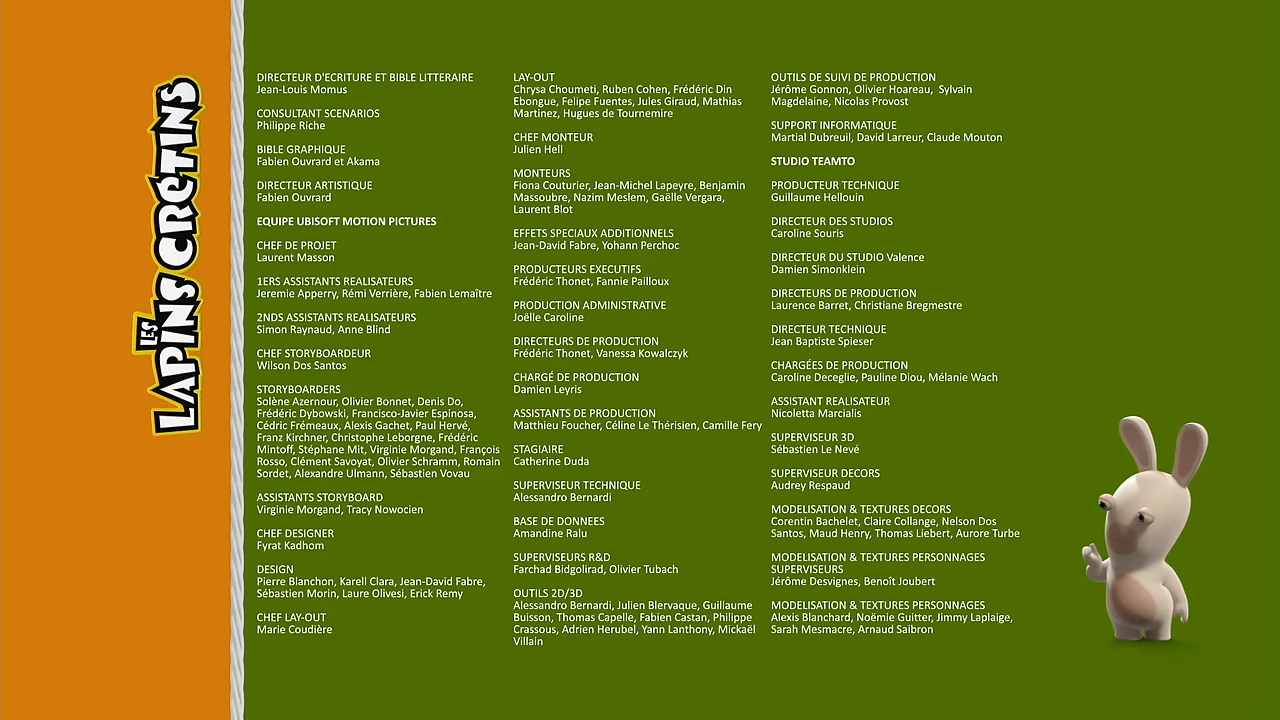 LES
LAPINS CRÉTINS
DIRECTEUR D'ECRITURE ET BIBLE LITTERAIRE
Jean-Louis Momus
CONSULTANT SCENARIOS
Philippe Riche
BIBLE GRAPHIQUE
Fabien Ouvrard et Akama
DIRECTEUR ARTISTIQUE
Fabien Ouvrard
EQUIPE UBISOFT MOTION PICTURES
CHEF DE PROJET
Laurent Masson
1ERS ASSISTANTS REALISATEURS
Jeremie Apperry, Rémi Verrière, Fabien Lemaître
2NDS ASSISTANTS REALISATEURS
Simon Raynaud, Anne Blind
CHEF STORYBOARDEUR
Wilson Dos Santos
STORYBOARDERS
Solène Azernour, Olivier Bonnet, Denis Do,
Frédéric Dybowski, Francisco-Javier Espinosa,
Cédric Frémeaux, Alexis Gachet, Paul Hervé,
Franz Kirchner, Christophe Leborgne, Frédéric
Mintoff, Stéphane Mit, Virginie Morgand, François
Rosso, Clément Savoyat, Olivier Schramm, Romain
Sordet, Alexandre Ulmann, Sébastien Vovau
ASSISTANTS STORYBOARD
Virginie Morgand, Tracy Nowocien
CHEF DESIGNER
Fyrat Kadhom
DESIGN
Pierre Blanchon, Karell Clara, Jean-David Fabre,
Sébastien Morin, Laure Olivesi, Erick Remy
CHEF LAY-OUT
Marie Coudière
LAY-OUT
Chrysa Choumeti, Ruben Cohen, Frédéric Din
Ebongue, Felipe Fuentes, Jules Giraud, Mathias
Martinez, Hugues de Tournemire
CHEF MONTEUR
Julien Hell
MONTEURS
Fiona Couturier, Jean-Michel Lapeyre, Benjamin
Massoubre, Nazim Meslem, Gaëlle Vergara,
Laurent Blot
EFFETS SPECIAUX ADDITIONNELS
Jean-David Fabre, Yohann Perchoc
PRODUCTEURS EXECUTIFS
Frédéric Thonet, Fannie Pailloux
PRODUCTION ADMINISTRATIVE
Joëlle Caroline
DIRECTEURS DE PRODUCTION
Frédéric Thonet, Vanessa Kowalczyk
CHARGÉ DE PRODUCTION
Damien Leyris
ASSISTANTS DE PRODUCTION
Matthieu Foucher, Céline Le Thérisien, Camille Fery
STAGIAIRE
Catherine Duda
SUPERVISEUR TECHNIQUE
Alessandro Bernardi
BASE DE DONNEES
Amandine Ralu
SUPERVISEURS R&D
Farchad Bidgolirad, Olivier Tubach
OUTILS 2D/3D
Alessandro Bernardi, Julien Blervaque, Guillaume
Buisson, Thomas Capelle, Fabien Castan, Philippe
Crassous, Adrien Herubel, Yann Lanthony, Mickaël
Villain
OUTILS DE SUIVI DE PRODUCTION
Jérôme Gonnon, Olivier Hoareau,  Sylvain
Magdelaine, Nicolas Provost
SUPPORT INFORMATIQUE
Martial Dubreuil, David Larreur, Claude Mouton
STUDIO TEAMTO
PRODUCTEUR TECHNIQUE
Guillaume Hellouin
DIRECTEUR DES STUDIOS
Caroline Souris
DIRECTEUR DU STUDIO Valence
Damien Simonklein
DIRECTEURS DE PRODUCTION
Laurence Barret, Christiane Bregmestre
DIRECTEUR TECHNIQUE
Jean Baptiste Spieser
CHARGÉES DE PRODUCTION
Caroline Deceglie, Pauline Diou, Mélanie Wach
ASSISTANT REALISATEUR
Nicoletta Marcialis
SUPERVISEUR 3D
Sébastien Le Nevé
SUPERVISEUR DECORS
Audrey Respaud
MODELISATION & TEXTURES DECORS
Corentin Bachelet, Claire Collange, Nelson Dos
Santos, Maud Henry, Thomas Liebert, Aurore Turbe
MODELISATION & TEXTURES PERSONNAGES
SUPERVISEURS
Jérôme Desvignes, Benoît Joubert
MODELISATION & TEXTURES PERSONNAGES
Alexis Blanchard, Noëmie Guitter, Jimmy Laplaige,
Sarah Mesmacre, Arnaud Saibron